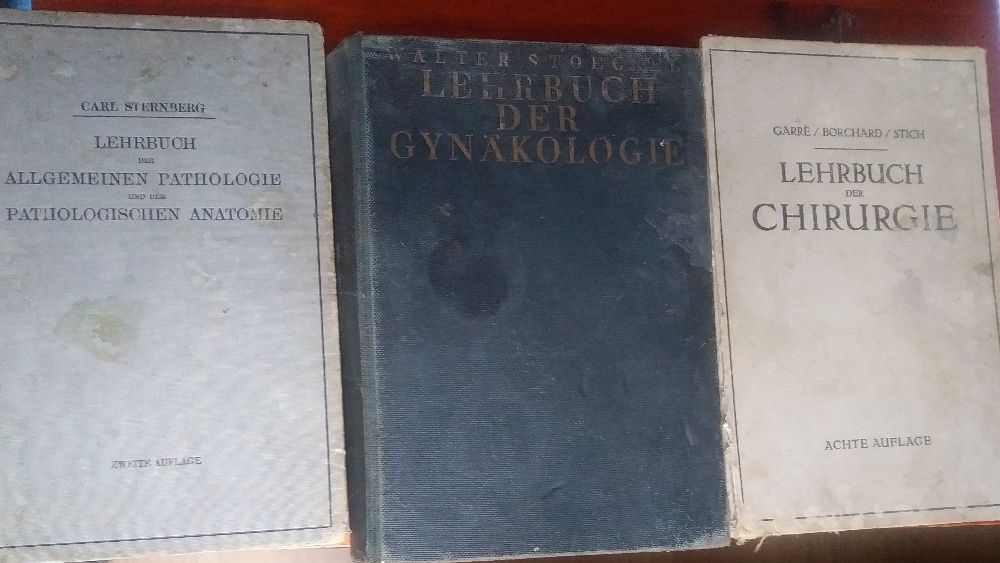 CARL STERNBERG
LEHRBUCH
DER
ALLGEMEINEN PATHOLOGIE
UND DER
PATHOLOGISCHEN ANATOMIE
ZWEITE AUFLAGE
WALTER STOECKEL
LEHRBUCH
DER
GYNÄKOLOGIE
GARRÈ/BORCHARD/STICH
LEHRBUCH
DER
CHIRURGIE
ACHTE AUFLAGE